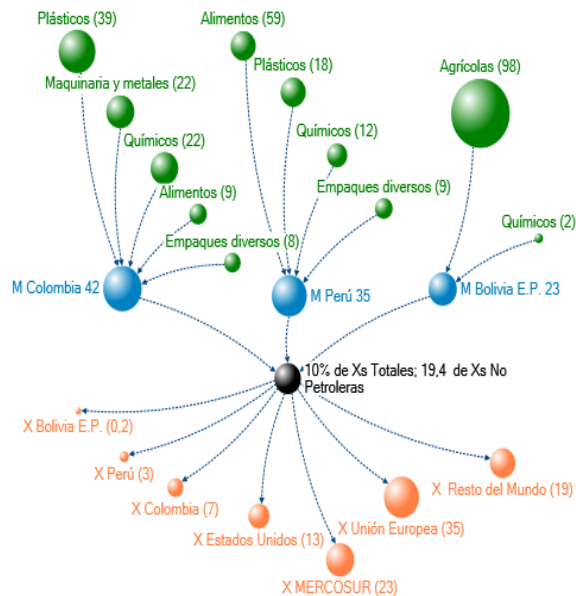 Plásticos (39)
Alimentos (59)
Agrícolas (98)
Maquinaria y metales (22)
Plásticos (18)
Químicos (22)
Químicos (12)
Alimentos (9)
Empaques diversos (9)
Empaques diversos (8)
Químicos (2)
M Colombia 42
M Perú 35
M Bolivia E.P. 23
10% de Xs Totales; 19,4 de Xs No
Petroleras
X Bolivia E.P. (0,2)
X Perú (3)
X Colombia (7)
X Estados Unidos (13)
X MERCOSUR (23)
X Unión Europea (35)
X Resto del Mundo (19)